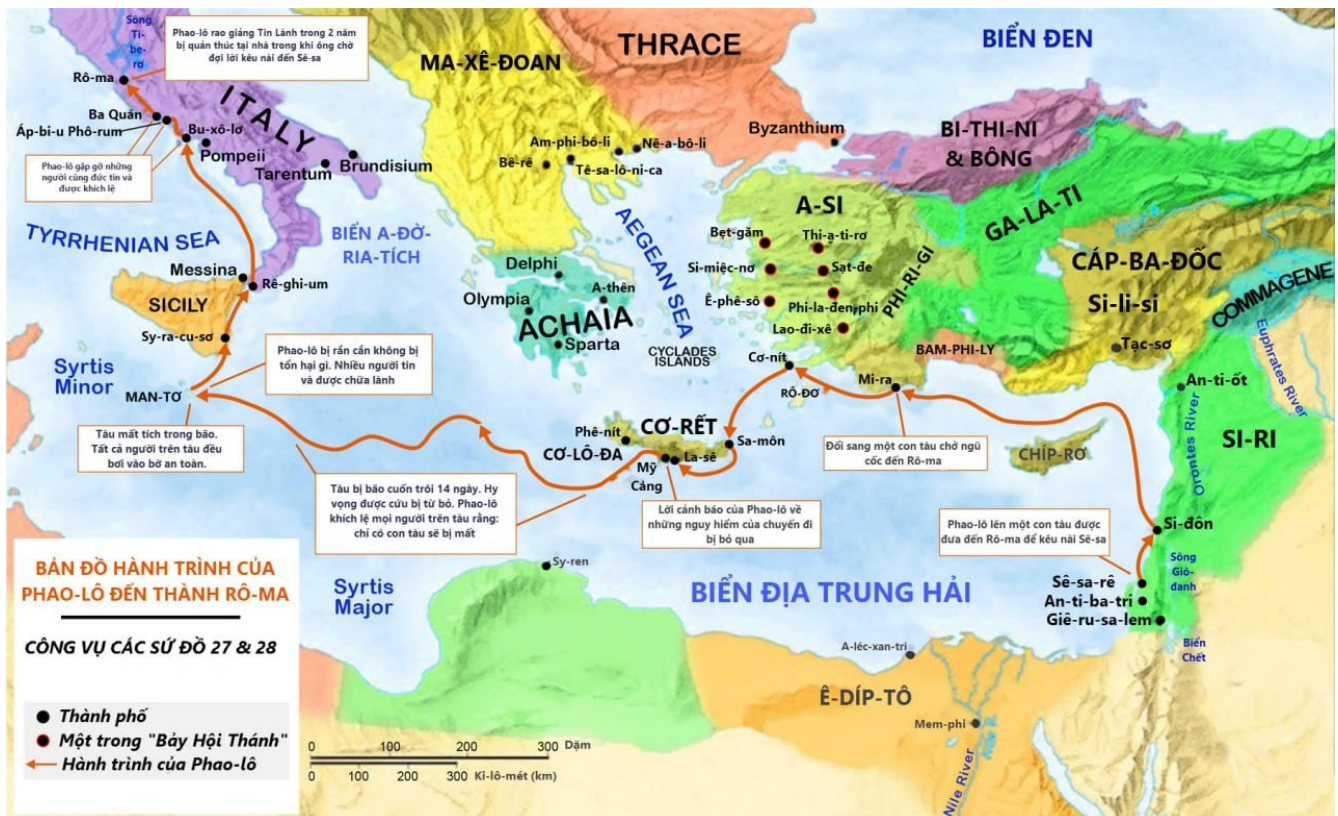 Sông
Ti-
be-
rơ
Phao-lô rao giảng Tin Lành trong 2 năm
bị quản thúc tại nhà trong khi ông chờ
đợi lời kêu nài đến Sê-sa
Rô-ma
Ba Quán
Áp-bi-u Phô-rum
Bu-xô-lơ
Pompeii
ITALY
Tarentum
Brundisium
Phao-lô gặp gỡ những
người cùng đức tin và
được khích lệ
TYRRHENIAN SEA
BIỂN A-ĐỜ-
RIA-TÍCH
Messina
Rê-ghi-um
SICILY
Sy-ra-cu-sơ
Syrtis
Minor
MAN-TƠ
Phao-lô bị rắn cắn không bị
tổn hại gì. Nhiều người tin
và được chữa lành
Tàu mất tích trong bão.
Tất cả người trên tàu đều
bơi vào bờ an toàn.
MA-XÊ-ĐOAN
THRACE
BIỂN ĐEN
Byzanthium
Am-phi-bô-li
Nê-a-bô-li
Bê-rê
Tê-sa-lô-ni-ca
BI-THI-NI
& BÔNG
A-SI
GA-LA-TI
AEGEAN SEA
Bẹt-găm
Thi-a-ti-rơ
Si-miệc-nơ
Sạt-đe
Ê-phê-sô
Phi-la-đen-phi
Lao-đi-xê
PHI-RI-GI
CÁP-BA-ĐỐC
Si-li-si
COMMAGENE
Delphi
A-thên
Olympia
ACHAIA
Sparta
CYCLADES
ISLANDS
Cơ-nít
RÔ-ĐƠ
Mi-ra
BAM-PHI-LY
Tạc-sơ
Euphrates River
An-ti-ốt
Orontes River
SI-RI
Phê-nít
CƠ-RẾT
Sa-môn
CƠ-LÔ-ĐA
La-sê
Mỹ
Cảng
Đổi sang một con tàu chở ngũ
cốc đến Rô-ma
CHÍP-RƠ
Tàu bị bão cuốn trôi 14 ngày. Hy
vọng được cứu bị từ bỏ. Phao-lô
khích lệ mọi người trên tàu rằng:
chỉ có con tàu sẽ bị mất
Lời cảnh báo của Phao-lô về
những nguy hiểm của chuyến đi
bị bỏ qua
Phao-lô lên một con tàu được
đưa đến Rô-ma để kêu nài Sê-sa
Si-đôn
Sông
Giô-
đanh
Sê-sa-rê
An-ti-ba-tri
Giê-ru-sa-lem
Biển
Chết
Syrtis
Major
Sy-ren
BIỂN ĐỊA TRUNG HẢI
A-léc-xan-tri
Ê-DÍP-TÔ
Mem-phi
Nile River
Nile R
BẢN ĐỒ HÀNH TRÌNH CỦA
PHAO-LÔ ĐẾN THÀNH RÔ-MA
CÔNG VỤ CÁC SỨ ĐỒ 27 & 28
Thành phố
Một trong "Bảy Hội Thánh"
Hành trình của Phao-lô
0 100 200 300 Dặm
0 100 200 300 Ki-lô-mét (km)